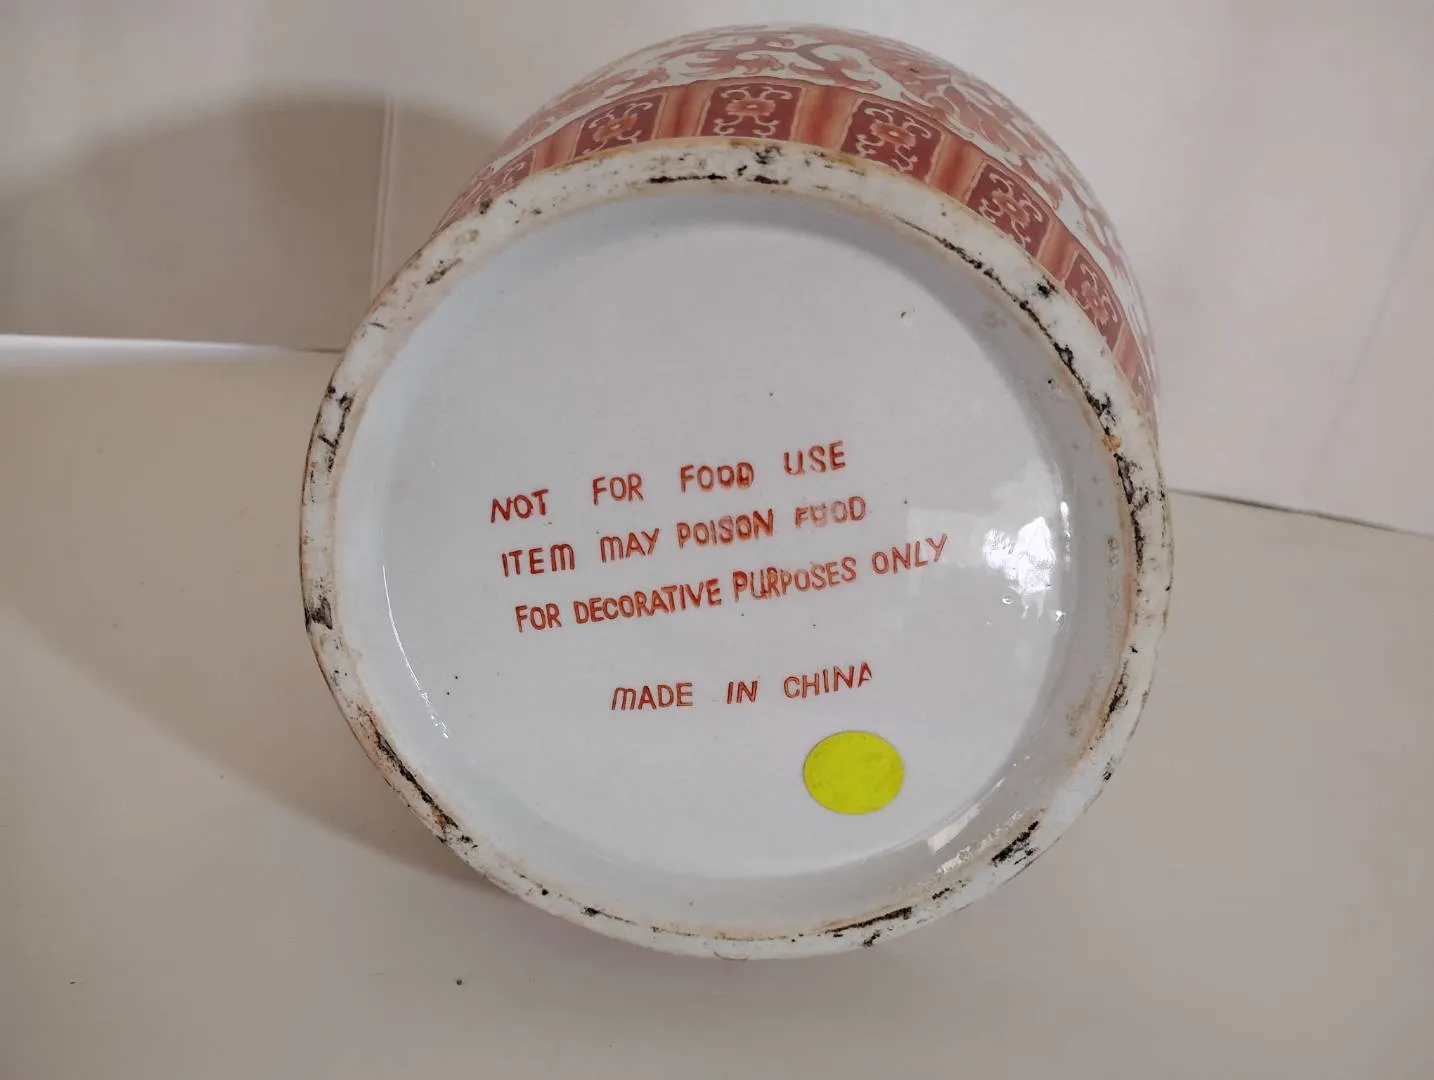 NOT FOR FOOD USE
ITEM MAY POISON FOOD
FOR DECORATIVE PURPOSES ONLY
MADE IN CHINA